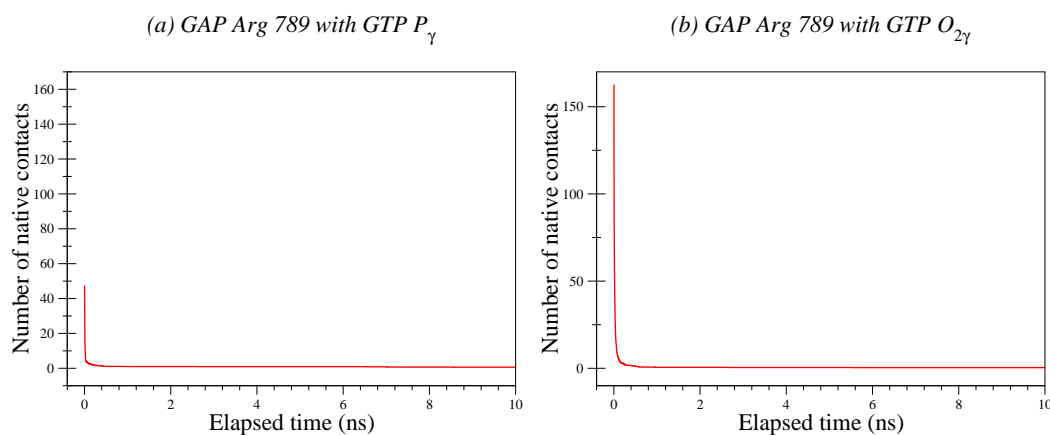 (a) GAP Arg 789 with GTP Pγ
(b) GAP Arg 789 with GTP O2γ
Number of native contacts
160
140
120
100
80
60
40
20
0
0 2 4 6 8 10
Elapsed time (ns)
Number of native contacts
150
100
50
0
0 2 4 6 8 10
Elapsed time (ns)